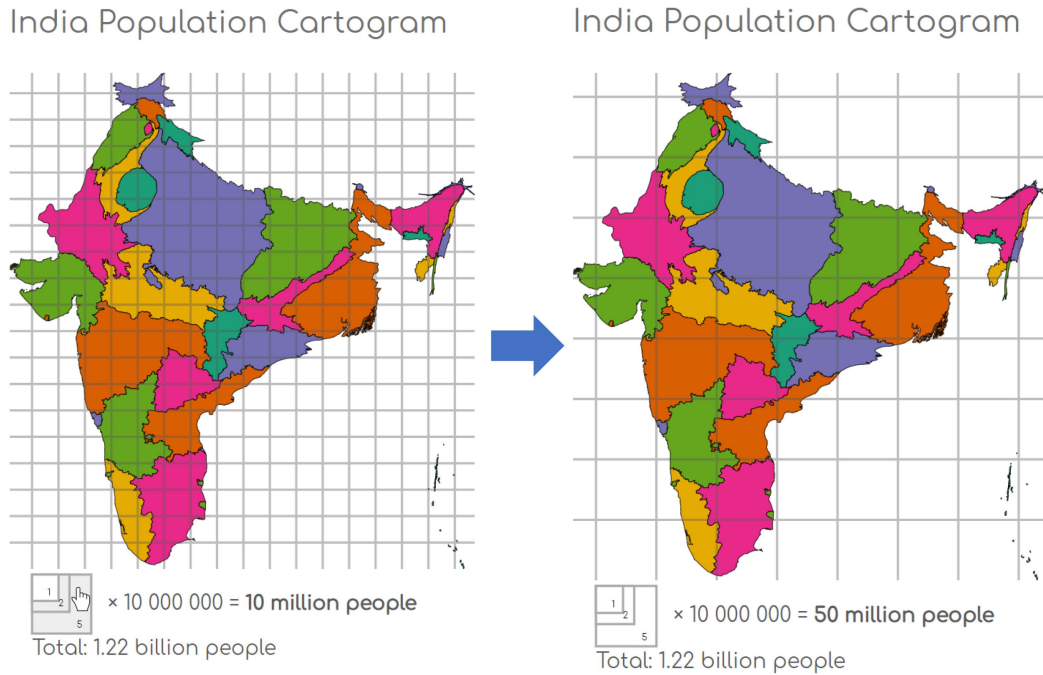 India Population Cartogram
1
2
5
× 10 000 000 = 10 million people
Total: 1.22 billion people
India Population Cartogram
1
2
5
× 10 000 000 = 50 million people
Total: 1.22 billion people